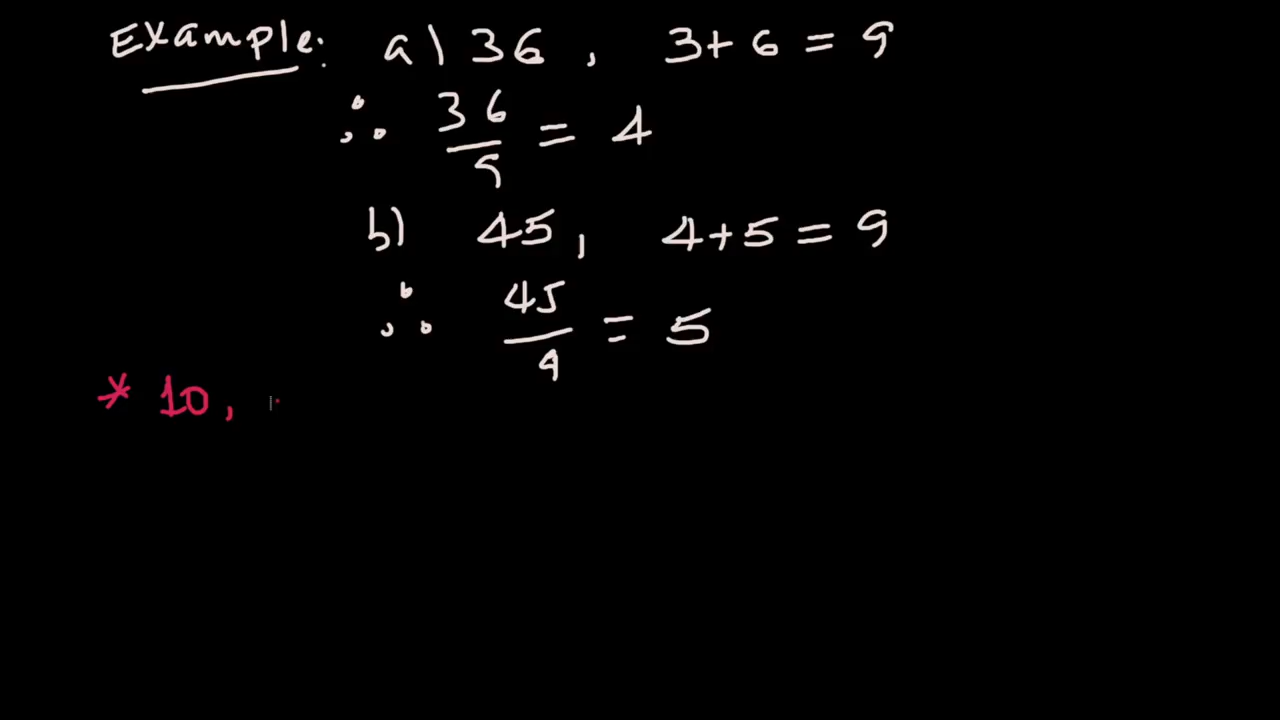 Example: a) 36, 3+6 = 9
∴ 36/9 = 4
b) 45, 4+5 = 9
∴ 45/9 = 5
* 10,